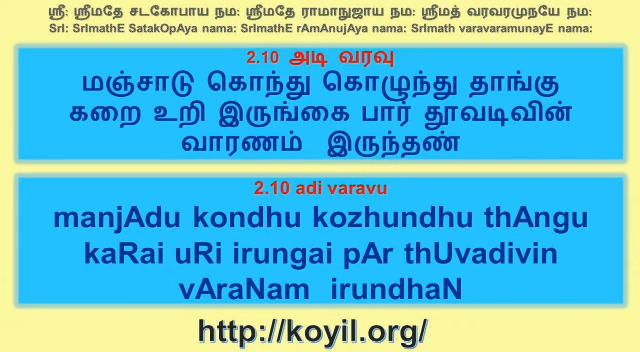 ஸ்ரீ: ஸ்ரீமதே சடகோபாய நம: ஸ்ரீமதே ராமாநுஜாய நம: ஸ்ரீமத் வரவரமுநயே நம:
SrI: SrImathE SatakOpAya nama: SrImathE rAmAnujAya nama: SrImath varavaramunayE nama:
2.10 அடி வரவு
மஞ்சாடு கொந்து கொழுந்து தாங்கு
கறை உறி இருங்கை பார் தூவடிவின்
வாரணம் இருந்தண்
2.10 adi varavu
manjAdu kondhu kozhundhu thAngu
kaRai uRi irungai pAr thUvadivin
vAraNam irundhaN
http://koyil.org/